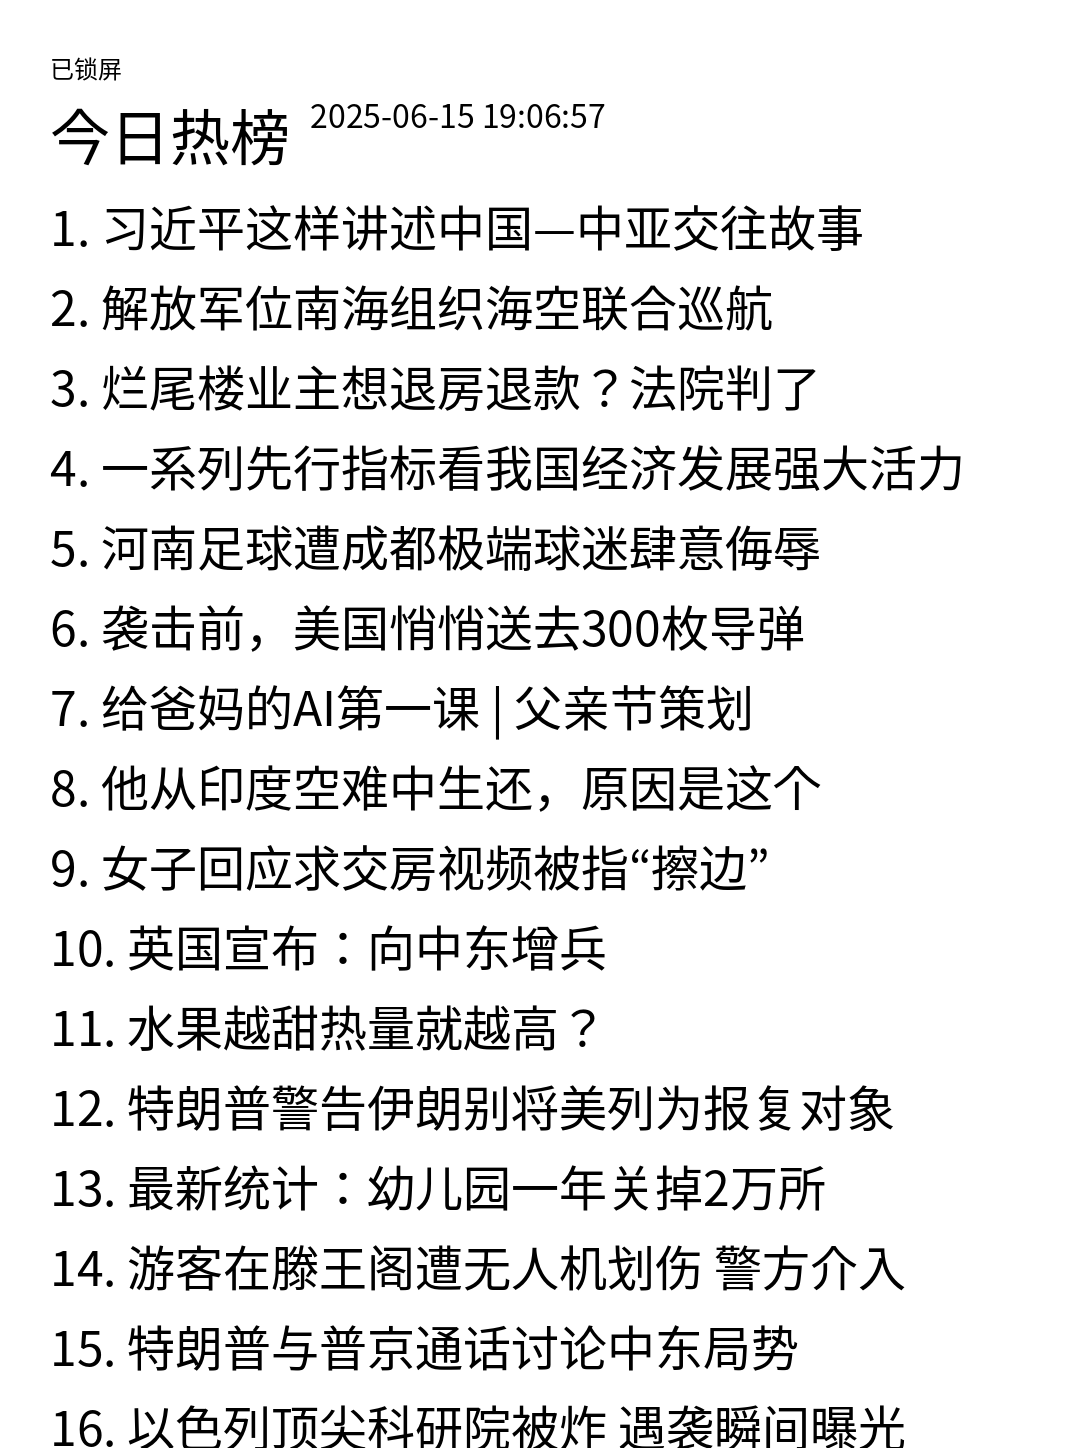 已锁屏
今日热榜 2025-06-15 19:06:57
1. 习近平这样讲述中国—中亚交往故事
2. 解放军位南海组织海空联合巡航
3. 烂尾楼业主想退房退款？法院判了
4. 一系列先行指标看我国经济发展强大活力
5. 河南足球遭成都极端球迷肆意侮辱
6. 袭击前，美国悄悄送去300枚导弹
7. 给爸妈的AI第一课 | 父亲节策划
8. 他从印度空难中生还，原因是这个
9. 女子回应求交房视频被指“擦边”
10. 英国宣布：向中东增兵
11. 水果越甜热量就越高？
12. 特朗普警告伊朗别将美列为报复对象
13. 最新统计：幼儿园一年关掉2万所
14. 游客在滕王阁遭无人机划伤 警方介入
15. 特朗普与普京通话讨论中东局势
16. 以色列顶尖科研院被炸 遇袭瞬间曝光